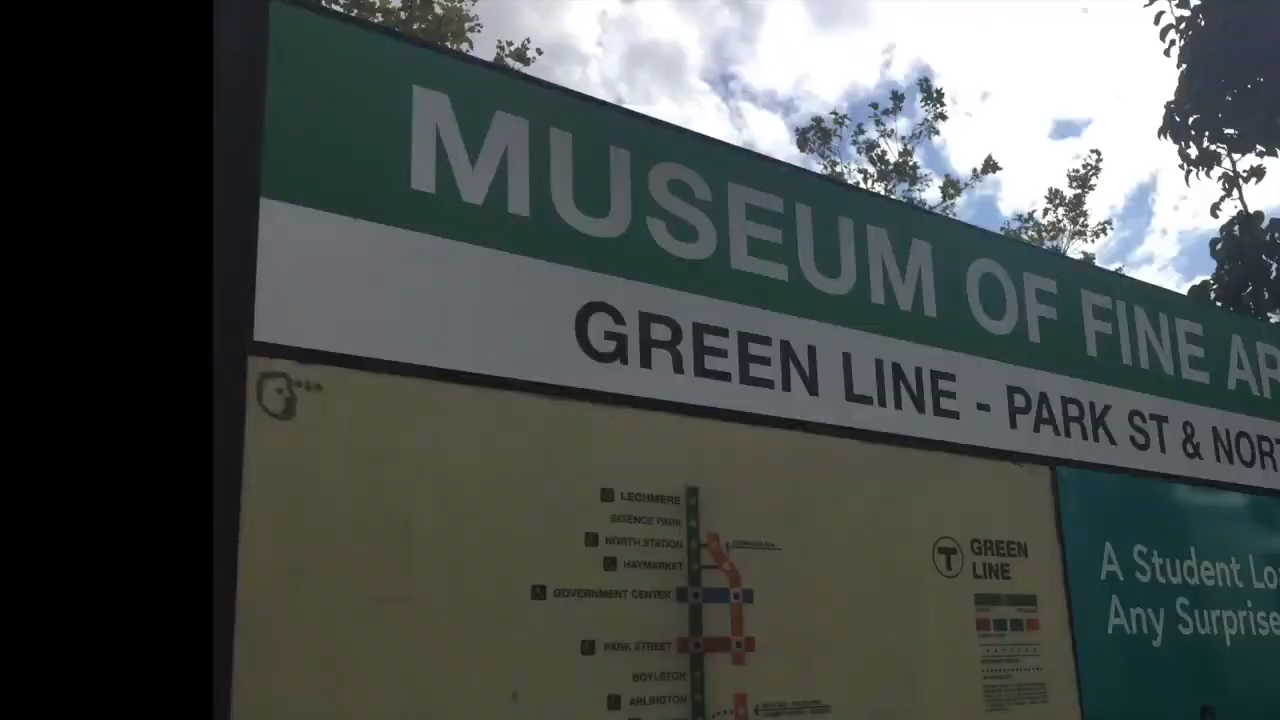 MUSEUM OF FINE AR
GREEN LINE - PARK ST & NORT
LECHMERE
SCIENCE PARK
NORTH STATION
HAYMARKET
GOVERNMENT CENTER
PARK STREET
BOYLSTON
ARLINGTON
T GREEN
LINE
A Student Loa
Any Surprise